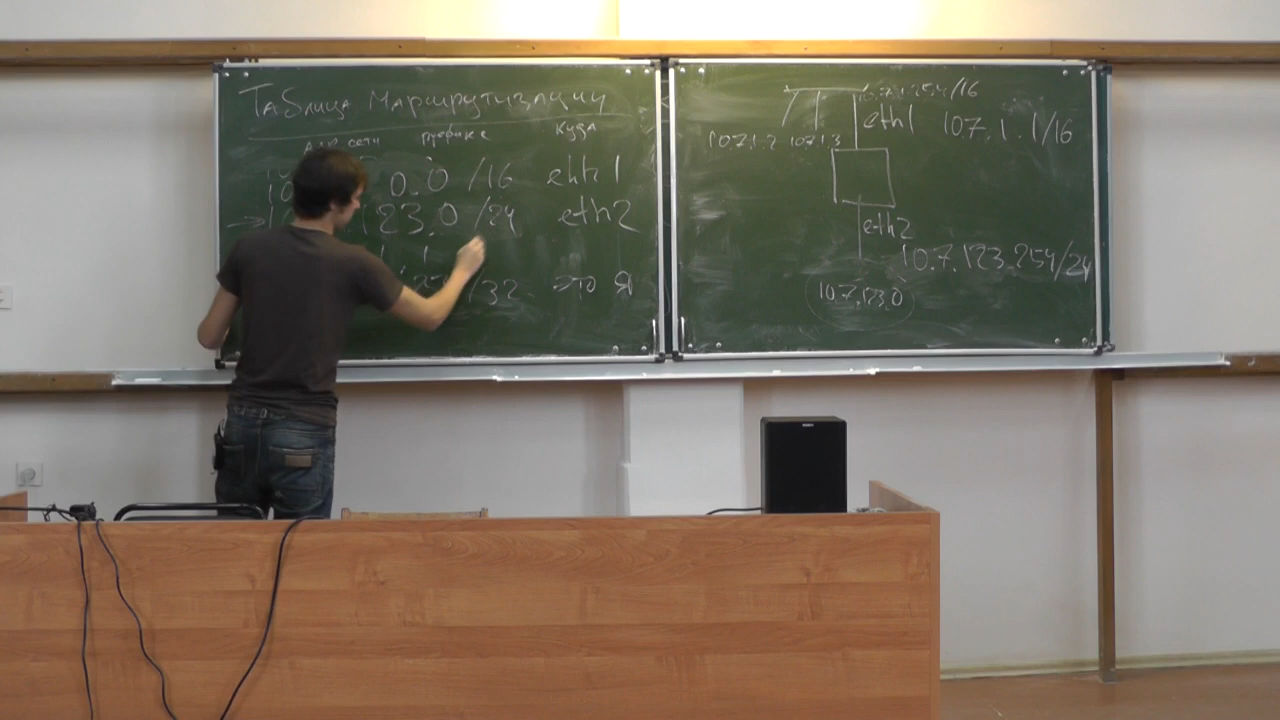 Таблица маршрутизации
сети префикс куда
0.0 /16 eth1
→ 123.0 /24 eth2
/32 это я
/16
eth1 107.1.1/16
10.7.1.2 10.7.1.3
eth2
10.7.123.254/24
10.7.123.0